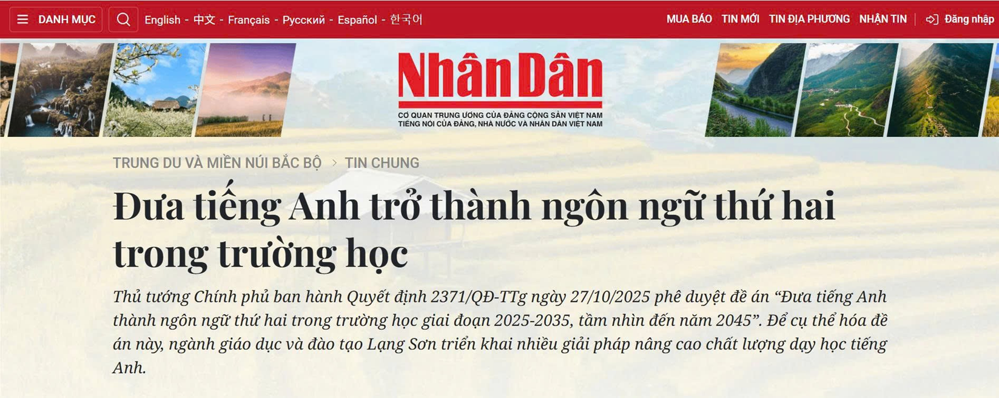 DANH MỤC
English - 中文 - Français - Русский - Español - 한국어
MUA BÁO TIN MỚI TIN ĐỊA PHƯƠNG NHẬN TIN Đăng nhập
Nhân Dân
CƠ QUAN TRUNG ƯƠNG CỦA ĐẢNG CỘNG SẢN VIỆT NAM
TIẾNG NÓI CỦA ĐẢNG, NHÀ NƯỚC VÀ NHÂN DÂN VIỆT NAM
TRUNG DU VÀ MIỀN NÚI BẮC BỘ > TIN CHUNG
Đưa tiếng Anh trở thành ngôn ngữ thứ hai
trong trường học
Thủ tướng Chính phủ ban hành Quyết định 2371/QĐ-TTg ngày 27/10/2025 phê duyệt đề án “Đưa tiếng Anh
thành ngôn ngữ thứ hai trong trường học giai đoạn 2025-2035, tầm nhìn đến năm 2045”. Để cụ thể hóa đề
án này, ngành giáo dục và đào tạo Lạng Sơn triển khai nhiều giải pháp nâng cao chất lượng dạy học tiếng
Anh.